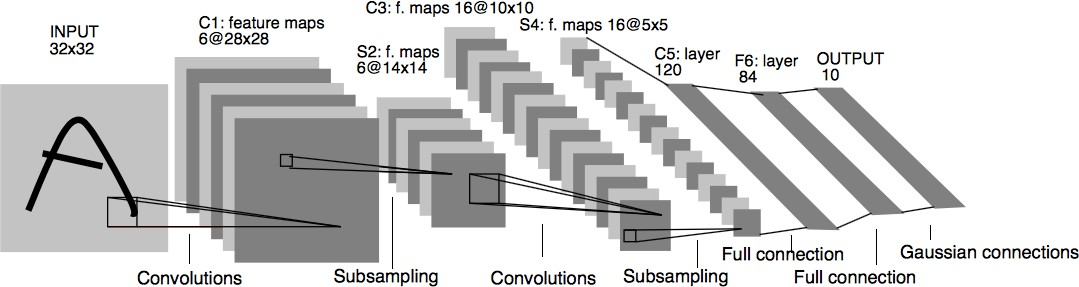 INPUT
32x32
C1: feature maps
6@28x28
S2: f. maps
6@14x14
C3: f. maps 16@10x10
S4: f. maps 16@5x5
C5: layer
120
F6: layer
84
OUTPUT
10
Convolutions
Subsampling
Convolutions
Subsampling
Full connection
Full connection
Gaussian connections